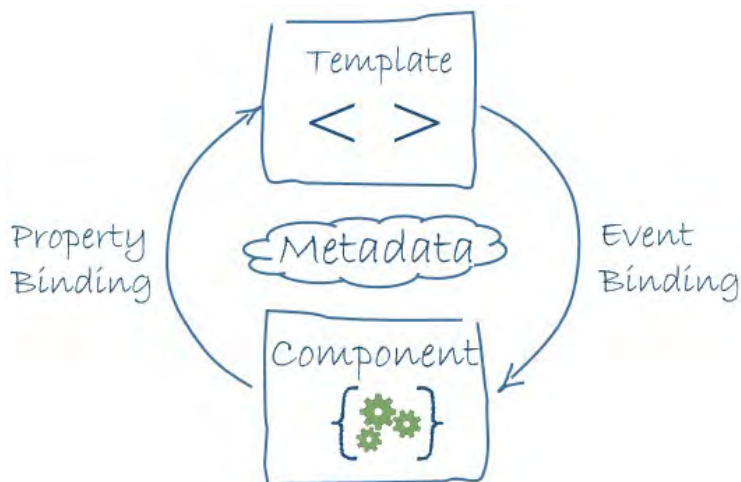 Template
< >
Property
Binding
Metadata
Event
Binding
Component
{ }